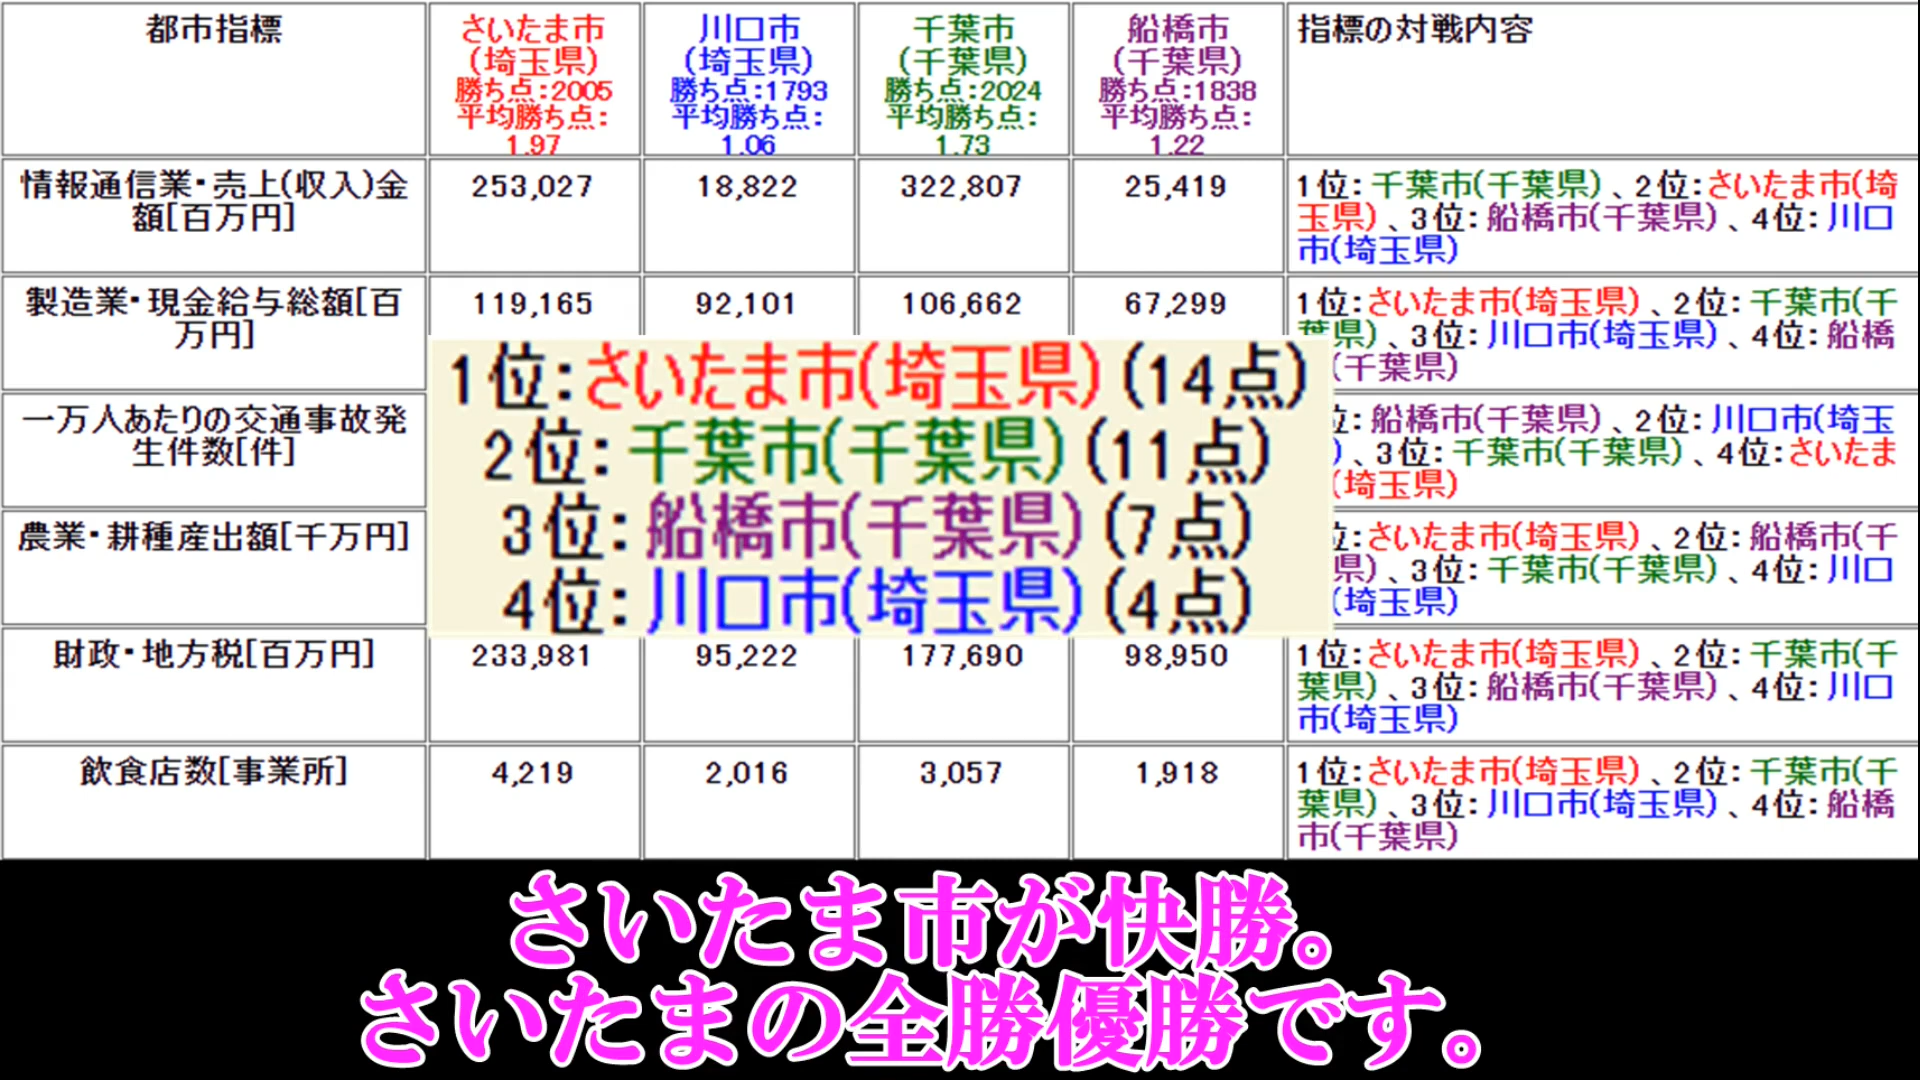 都市指標
さいたま市
(埼玉県)
勝ち点:2005
平均勝ち点:
1.97
川口市
(埼玉県)
勝ち点:1793
平均勝ち点:
1.06
千葉市
(千葉県)
勝ち点:2024
平均勝ち点:
1.73
船橋市
(千葉県)
勝ち点:1838
平均勝ち点:
1.22
指標の対戦内容
情報通信業・売上(収入)金
額[百万円]
253,027
18,822
322,807
25,419
1位:千葉市(千葉県)、2位:さいたま市(埼
玉県)、3位:船橋市(千葉県)、4位:川口
市(埼玉県)
製造業・現金給与総額[百
万円]
119,165
92,101
106,662
67,299
1位:さいたま市(埼玉県)、2位:千葉市(千
葉県)、3位:川口市(埼玉県)、4位:船橋
(千葉県)
一万人あたりの交通事故発
生件数[件]
位:船橋市(千葉県)、2位:川口市(埼玉
)、3位:千葉市(千葉県)、4位:さいたま
(埼玉県)
農業・耕種産出額[千万円]
位:さいたま市(埼玉県)、2位:船橋市(千
県)、3位:千葉市(千葉県)、4位:川口
(埼玉県)
1位:さいたま市(埼玉県)(14点)
2位:千葉市(千葉県)(11点)
3位:船橋市(千葉県)(7点)
4位:川口市(埼玉県)(4点)
財政・地方税[百万円]
233,981
95,222
177,690
98,950
1位:さいたま市(埼玉県)、2位:千葉市(千
葉県)、3位:船橋市(千葉県)、4位:川口
市(埼玉県)
飲食店数[事業所]
4,219
2,016
3,057
1,918
1位:さいたま市(埼玉県)、2位:千葉市(千
葉県)、3位:川口市(埼玉県)、4位:船橋
市(千葉県)
さいたま市が快勝。
さいたまの全勝優勝です。